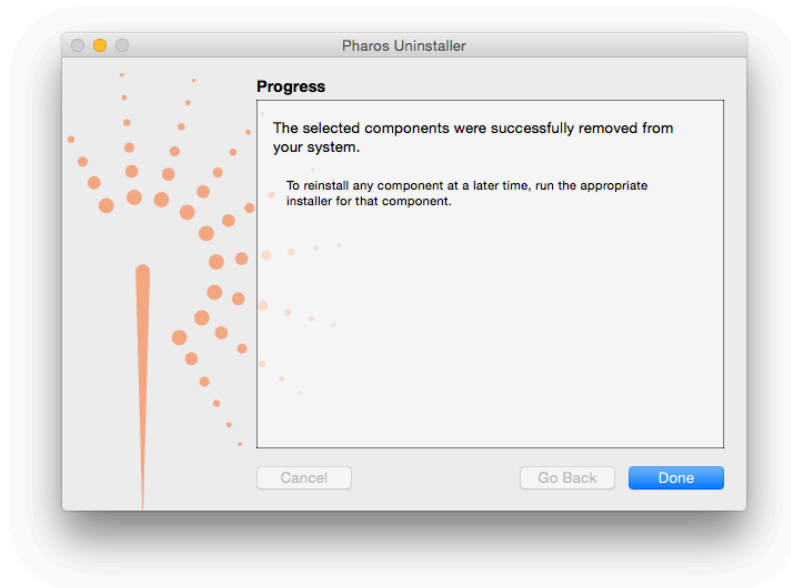 Pharos Uninstaller
Progress
The selected components were successfully removed from
your system.
To reinstall any component at a later time, run the appropriate
installer for that component.
Cancel
Go Back
Done